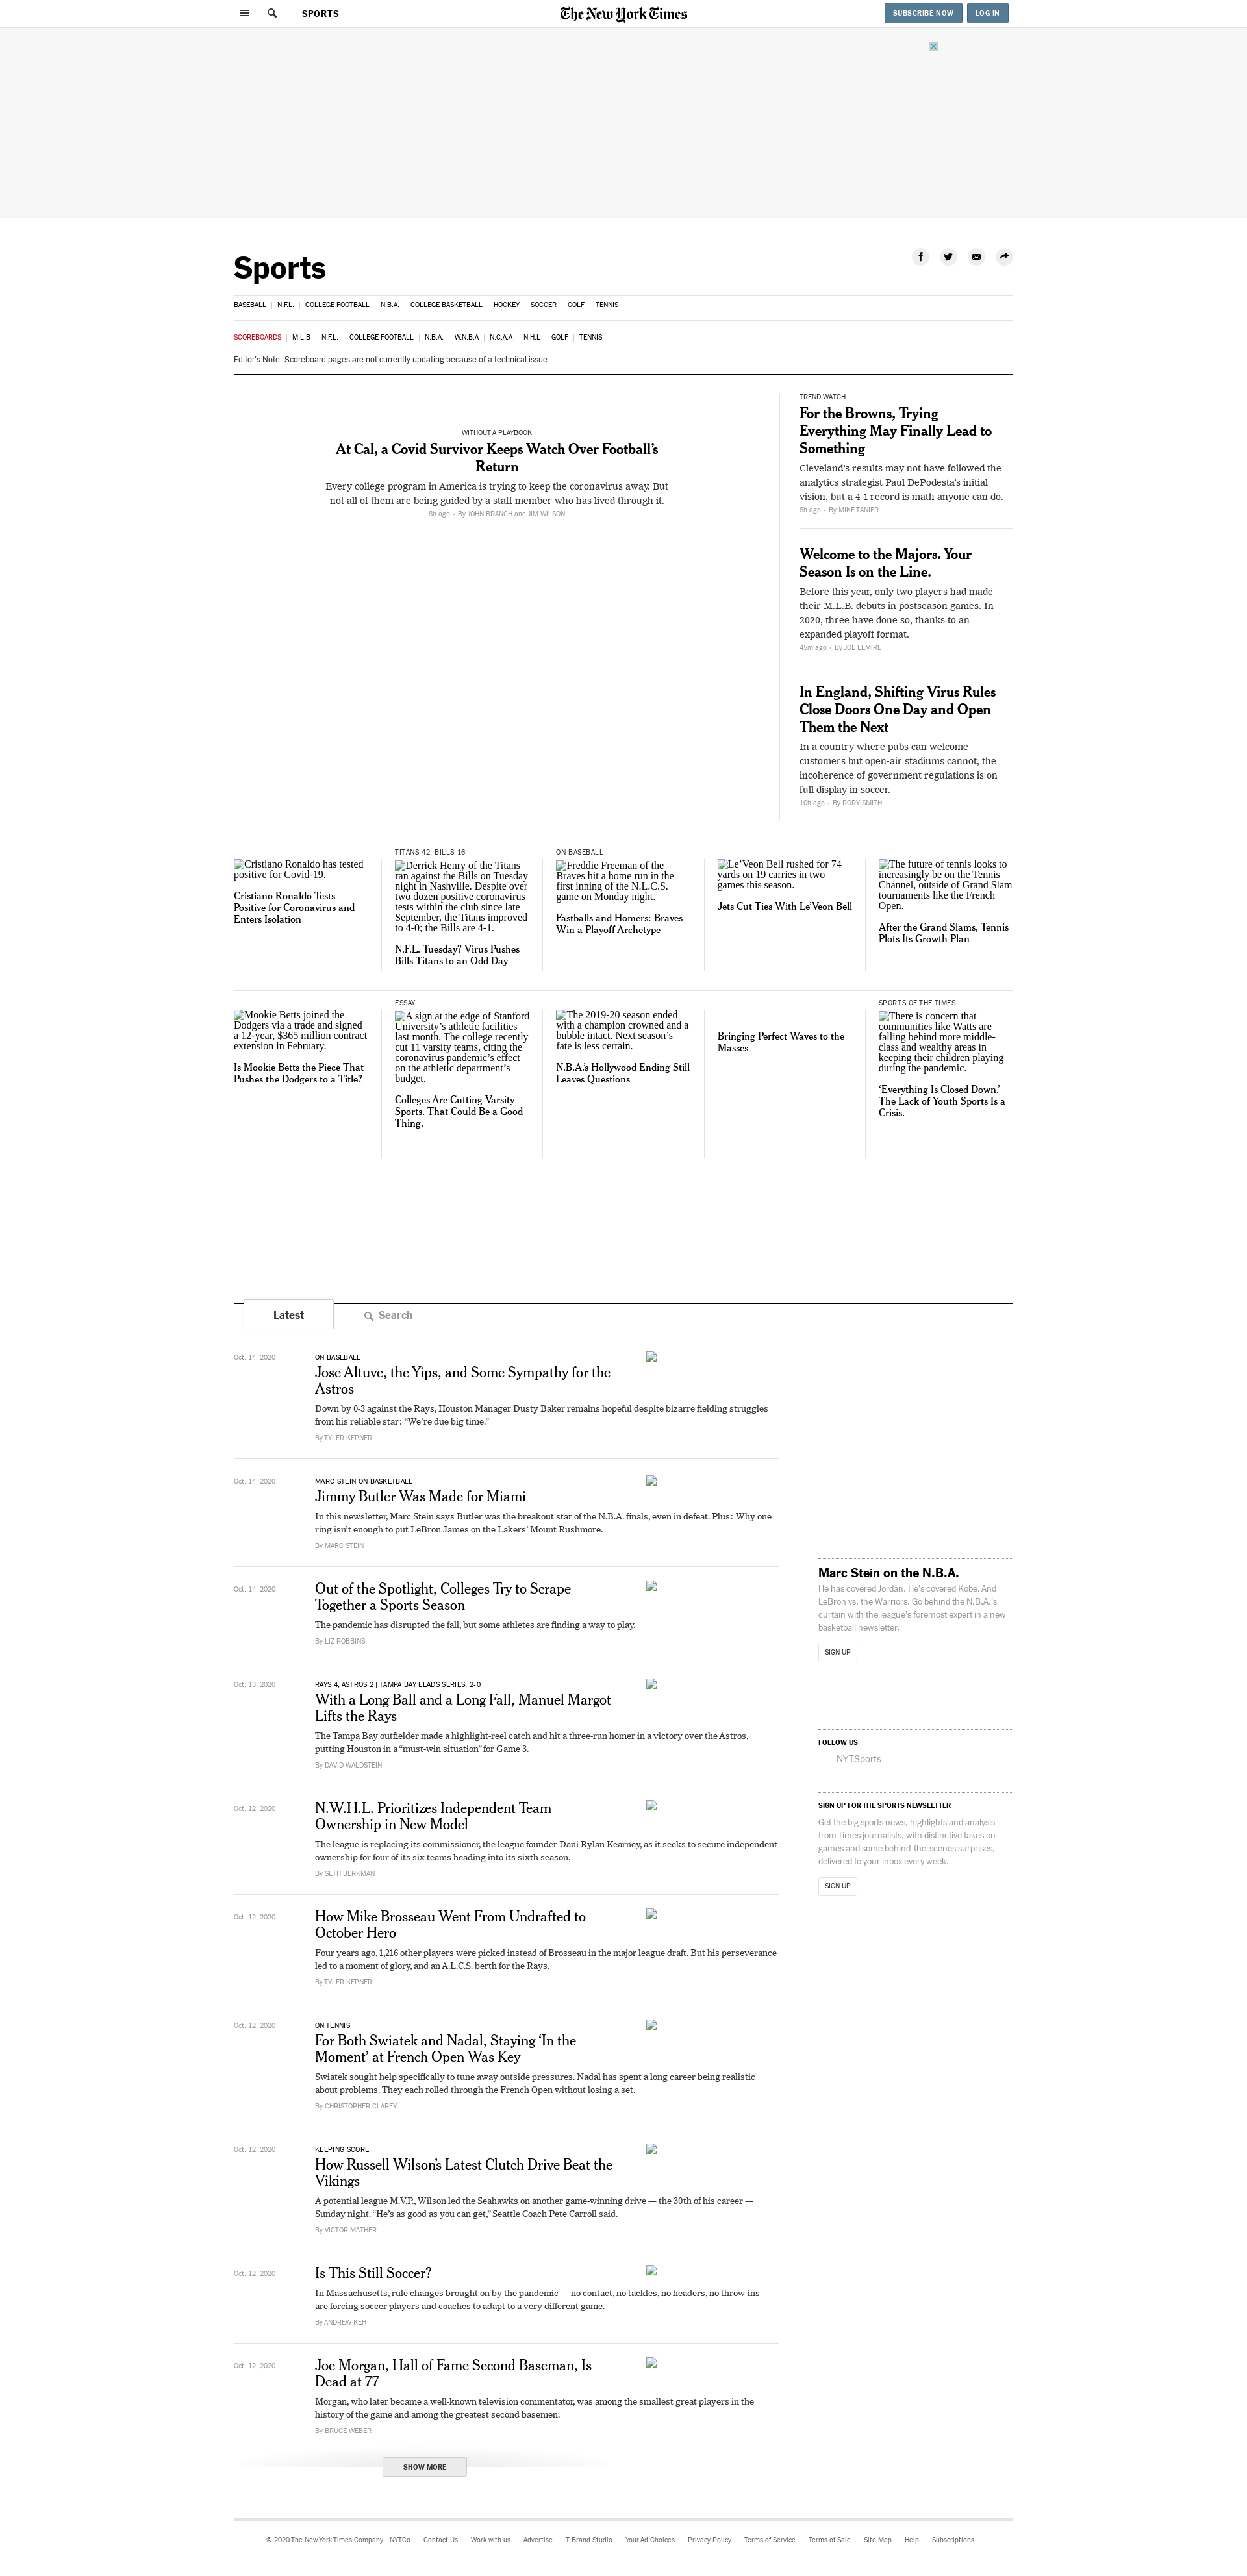 SPORTS
The New York Times
SUBSCRIBE NOW
LOG IN
Sports
BASEBALL | N.F.L. | COLLEGE FOOTBALL | N.B.A. | COLLEGE BASKETBALL | HOCKEY | SOCCER | GOLF | TENNIS
SCOREBOARDS | M.L.B | N.F.L. | COLLEGE FOOTBALL | N.B.A. | W.N.B.A | N.C.A.A | N.H.L | GOLF | TENNIS
Editor's Note: Scoreboard pages are not currently updating because of a technical issue.
WITHOUT A PLAYBOOK
At Cal, a Covid Survivor Keeps Watch Over Football’s
Return
Every college program in America is trying to keep the coronavirus away. But
not all of them are being guided by a staff member who has lived through it.
8h ago • By JOHN BRANCH and JIM WILSON
TREND WATCH
For the Browns, Trying
Everything May Finally Lead to
Something
Cleveland’s results may not have followed the
analytics strategist Paul DePodesta’s initial
vision, but a 4-1 record is math anyone can do.
8h ago • By MIKE TANIER
Welcome to the Majors. Your
Season Is on the Line.
Before this year, only two players had made
their M.L.B. debuts in postseason games. In
2020, three have done so, thanks to an
expanded playoff format.
45m ago • By JOE LEMIRE
In England, Shifting Virus Rules
Close Doors One Day and Open
Them the Next
In a country where pubs can welcome
customers but open-air stadiums cannot, the
incoherence of government regulations is on
full display in soccer.
10h ago • By RORY SMITH
Cristiano Ronaldo has tested
positive for Covid-19.
Cristiano Ronaldo Tests
Positive for Coronavirus and
Enters Isolation
TITANS 42, BILLS 16
Derrick Henry of the Titans
ran against the Bills on Tuesday
night in Nashville. Despite over
two dozen positive coronavirus
tests within the club since late
September, the Titans improved
to 4-0; the Bills are 4-1.
N.F.L. Tuesday? Virus Pushes
Bills-Titans to an Odd Day
ON BASEBALL
Freddie Freeman of the
Braves hit a home run in the
first inning of the N.L.C.S.
game on Monday night.
Fastballs and Homers: Braves
Win a Playoff Archetype
Le’Veon Bell rushed for 74
yards on 19 carries in two
games this season.
Jets Cut Ties With Le’Veon Bell
The future of tennis looks to
increasingly be on the Tennis
Channel, outside of Grand Slam
tournaments like the French
Open.
After the Grand Slams, Tennis
Plots Its Growth Plan
Mookie Betts joined the
Dodgers via a trade and signed
a 12-year, $365 million contract
extension in February.
Is Mookie Betts the Piece That
Pushes the Dodgers to a Title?
ESSAY
A sign at the edge of Stanford
University’s athletic facilities
last month. The college recently
cut 11 varsity teams, citing the
coronavirus pandemic’s effect
on the athletic department’s
budget.
Colleges Are Cutting Varsity
Sports. That Could Be a Good
Thing.
The 2019-20 season ended
with a champion crowned and a
bubble intact. Next season’s
fate is less certain.
N.B.A.’s Hollywood Ending Still
Leaves Questions
Bringing Perfect Waves to the
Masses
SPORTS OF THE TIMES
There is concern that
communities like Watts are
falling behind more middle-
class and wealthy areas in
keeping their children playing
during the pandemic.
‘Everything Is Closed Down.’
The Lack of Youth Sports Is a
Crisis.
Latest
Search
Oct. 14, 2020
ON BASEBALL
Jose Altuve, the Yips, and Some Sympathy for the
Astros
Down by 0-3 against the Rays, Houston Manager Dusty Baker remains hopeful despite bizarre fielding struggles
from his reliable star: “We’re due big time.”
By TYLER KEPNER
Oct. 14, 2020
MARC STEIN ON BASKETBALL
Jimmy Butler Was Made for Miami
In this newsletter, Marc Stein says Butler was the breakout star of the N.B.A. finals, even in defeat. Plus: Why one
ring isn’t enough to put LeBron James on the Lakers’ Mount Rushmore.
By MARC STEIN
Oct. 14, 2020
Out of the Spotlight, Colleges Try to Scrape
Together a Sports Season
The pandemic has disrupted the fall, but some athletes are finding a way to play.
By LIZ ROBBINS
Oct. 13, 2020
RAYS 4, ASTROS 2 | TAMPA BAY LEADS SERIES, 2-0
With a Long Ball and a Long Fall, Manuel Margot
Lifts the Rays
The Tampa Bay outfielder made a highlight-reel catch and hit a three-run homer in a victory over the Astros,
putting Houston in a “must-win situation” for Game 3.
By DAVID WALDSTEIN
Oct. 12, 2020
N.W.H.L. Prioritizes Independent Team
Ownership in New Model
The league is replacing its commissioner, the league founder Dani Rylan Kearney, as it seeks to secure independent
ownership for four of its six teams heading into its sixth season.
By SETH BERKMAN
Oct. 12, 2020
How Mike Brosseau Went From Undrafted to
October Hero
Four years ago, 1,216 other players were picked instead of Brosseau in the major league draft. But his perseverance
led to a moment of glory, and an A.L.C.S. berth for the Rays.
By TYLER KEPNER
Oct. 12, 2020
ON TENNIS
For Both Swiatek and Nadal, Staying ‘In the
Moment’ at French Open Was Key
Swiatek sought help specifically to tune away outside pressures. Nadal has spent a long career being realistic
about problems. They each rolled through the French Open without losing a set.
By CHRISTOPHER CLAREY
Oct. 12, 2020
KEEPING SCORE
How Russell Wilson’s Latest Clutch Drive Beat the
Vikings
A potential league M.V.P., Wilson led the Seahawks on another game-winning drive — the 30th of his career —
Sunday night. “He’s as good as you can get,” Seattle Coach Pete Carroll said.
By VICTOR MATHER
Oct. 12, 2020
Is This Still Soccer?
In Massachusetts, rule changes brought on by the pandemic — no contact, no tackles, no headers, no throw-ins —
are forcing soccer players and coaches to adapt to a very different game.
By ANDREW KEH
Oct. 12, 2020
Joe Morgan, Hall of Fame Second Baseman, Is
Dead at 77
Morgan, who later became a well-known television commentator, was among the smallest great players in the
history of the game and among the greatest second basemen.
By BRUCE WEBER
SHOW MORE
Marc Stein on the N.B.A.
He has covered Jordan. He's covered Kobe. And
LeBron vs. the Warriors. Go behind the N.B.A.'s
curtain with the league's foremost expert in a new
basketball newsletter.
SIGN UP
FOLLOW US
NYTSports
SIGN UP FOR THE SPORTS NEWSLETTER
Get the big sports news, highlights and analysis
from Times journalists, with distinctive takes on
games and some behind-the-scenes surprises,
delivered to your inbox every week.
SIGN UP
© 2020 The New York Times Company NYTCo Contact Us Work with us Advertise T Brand Studio Your Ad Choices Privacy Policy Terms of Service Terms of Sale Site Map Help Subscriptions